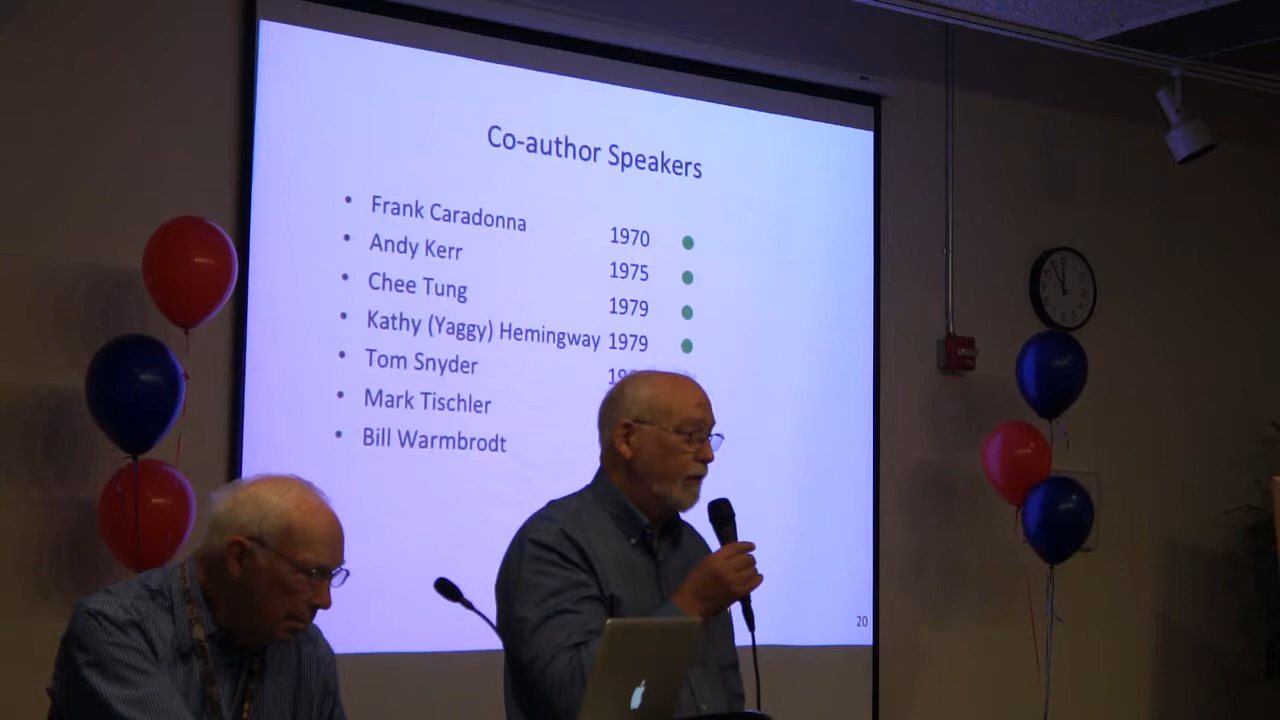 Co-author Speakers
• Frank Caradonna 1970
• Andy Kerr 1975
• Chee Tung 1979
• Kathy (Yaggy) Hemingway 1979
• Tom Snyder
• Mark Tischler
• Bill Warmbrodt
20